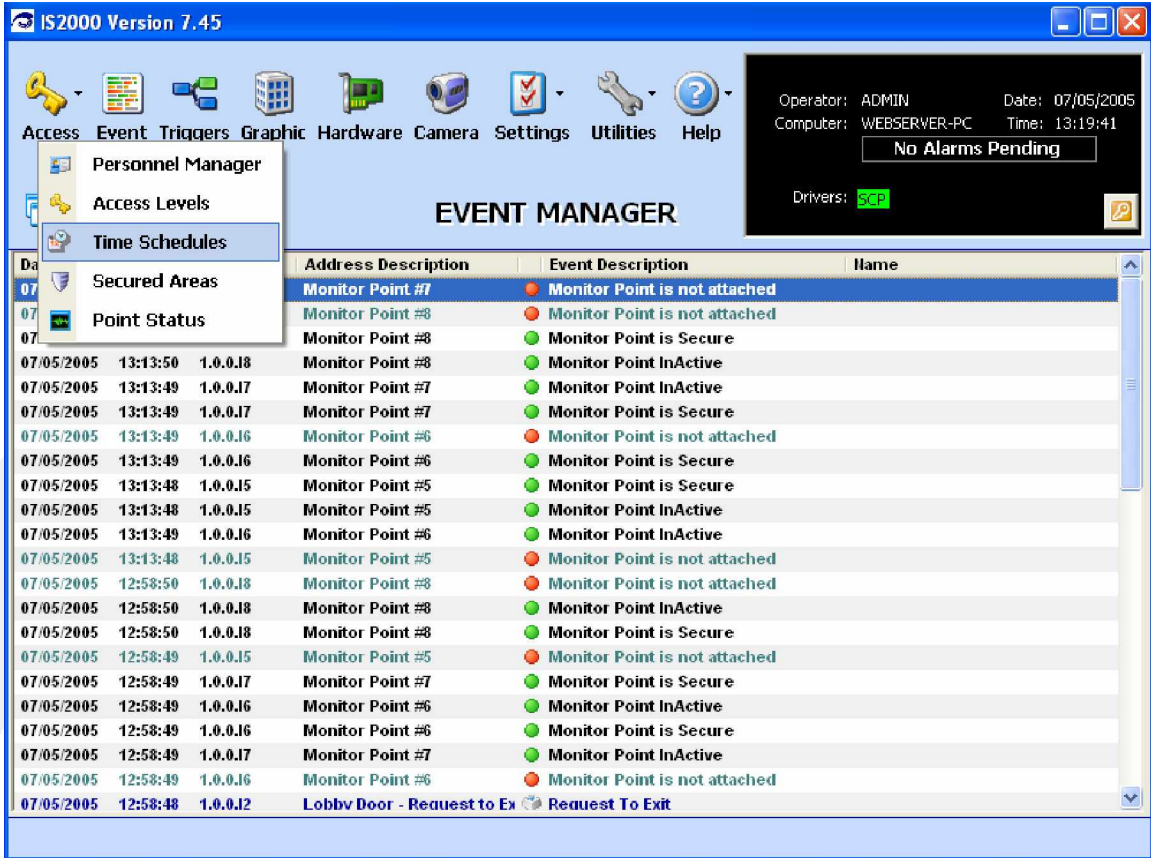 IS2000 Version 7.45
Access Event Triggers Graphic Hardware Camera Settings Utilities Help
Operator: ADMIN Date: 07/05/2005
Computer: WEBSERVER-PC Time: 13:19:41
No Alarms Pending
Drivers: SCP
Personnel Manager
Access Levels
Time Schedules
Secured Areas
Point Status
EVENT MANAGER
Da Address Description Event Description Name
07 Monitor Point #7 Monitor Point is not attached
07 Monitor Point #8 Monitor Point is not attached
07 Monitor Point #8 Monitor Point is Secure
07/05/2005 13:13:50 1.0.0.I8 Monitor Point #8 Monitor Point InActive
07/05/2005 13:13:49 1.0.0.I7 Monitor Point #7 Monitor Point InActive
07/05/2005 13:13:49 1.0.0.I7 Monitor Point #7 Monitor Point is Secure
07/05/2005 13:13:49 1.0.0.I6 Monitor Point #6 Monitor Point is not attached
07/05/2005 13:13:49 1.0.0.I6 Monitor Point #6 Monitor Point is Secure
07/05/2005 13:13:48 1.0.0.I5 Monitor Point #5 Monitor Point is Secure
07/05/2005 13:13:48 1.0.0.I5 Monitor Point #5 Monitor Point InActive
07/05/2005 13:13:49 1.0.0.I6 Monitor Point #6 Monitor Point InActive
07/05/2005 13:13:48 1.0.0.I5 Monitor Point #5 Monitor Point is not attached
07/05/2005 12:58:50 1.0.0.I8 Monitor Point #8 Monitor Point is not attached
07/05/2005 12:58:50 1.0.0.I8 Monitor Point #8 Monitor Point InActive
07/05/2005 12:58:50 1.0.0.I8 Monitor Point #8 Monitor Point is Secure
07/05/2005 12:58:49 1.0.0.I5 Monitor Point #5 Monitor Point is not attached
07/05/2005 12:58:49 1.0.0.I7 Monitor Point #7 Monitor Point is Secure
07/05/2005 12:58:49 1.0.0.I6 Monitor Point #6 Monitor Point InActive
07/05/2005 12:58:49 1.0.0.I6 Monitor Point #6 Monitor Point is Secure
07/05/2005 12:58:49 1.0.0.I7 Monitor Point #7 Monitor Point InActive
07/05/2005 12:58:49 1.0.0.I6 Monitor Point #6 Monitor Point is not attached
07/05/2005 12:58:48 1.0.0.I2 Lobby Door - Request to Ex Request To Exit